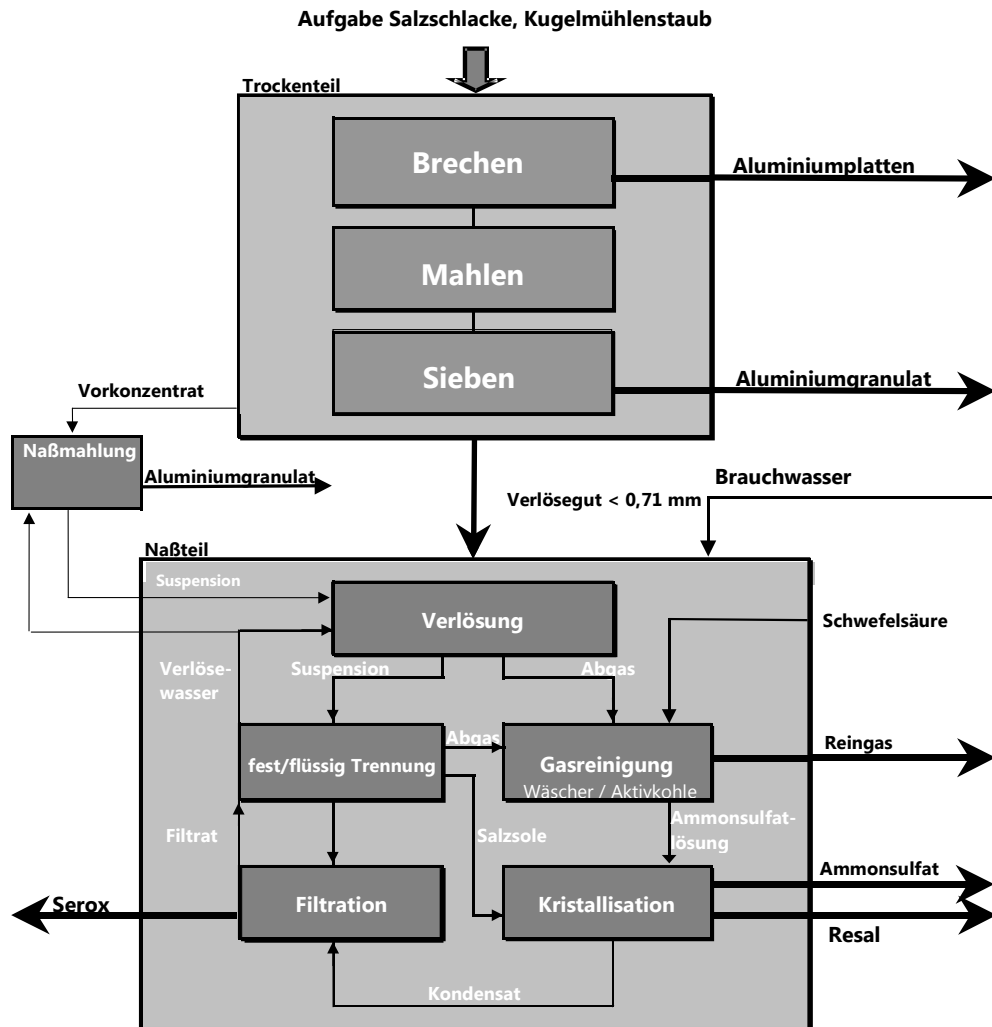 Aufgabe Salzschlacke, Kugelmühlenstaub
Trockenteil
Brechen
Aluminiumplatten
Mahlen
Sieben
Aluminiumgranulat
Vorkonzentrat
Naßmahlung
Aluminiumgranulat
Brauchwasser
Verlösegut < 0,71 mm
Naßteil
Suspension
Verlösung
Schwefelsäure
Verlöse-
wasser
Suspension
Abgas
Abgas
fest/flüssig Trennung
Gasreinigung
Wäscher / Aktivkohle
Reingas
Filtrat
Salzsole
Ammonsulfat-
lösung
Ammonsulfat
Serox
Filtration
Kristallisation
Resal
Kondensat